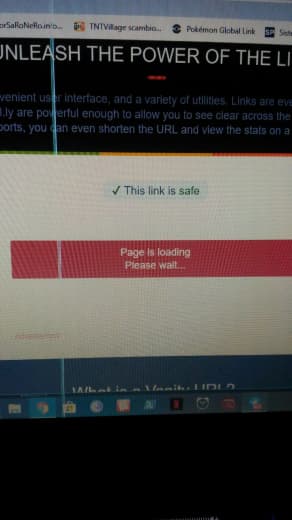 TNTVillage scambio... Pokémon Global Link
UNLEASH THE POWER OF THE LI
venient user interface, and a variety of utilities. Links are eve
l.ly are powerful enough to allow you to see clear across the
ports, you can even shorten the URL and view the stats on a
✓ This link is safe
Page is loading
Please wait...
Advertisement
What is a Vanity URL?